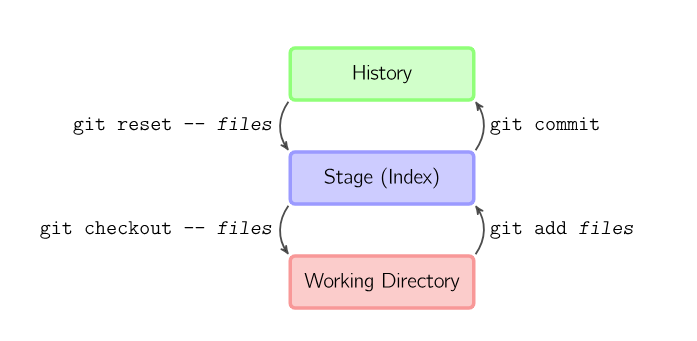 History
git reset -- files
git commit
Stage (Index)
git checkout -- files
git add files
Working Directory